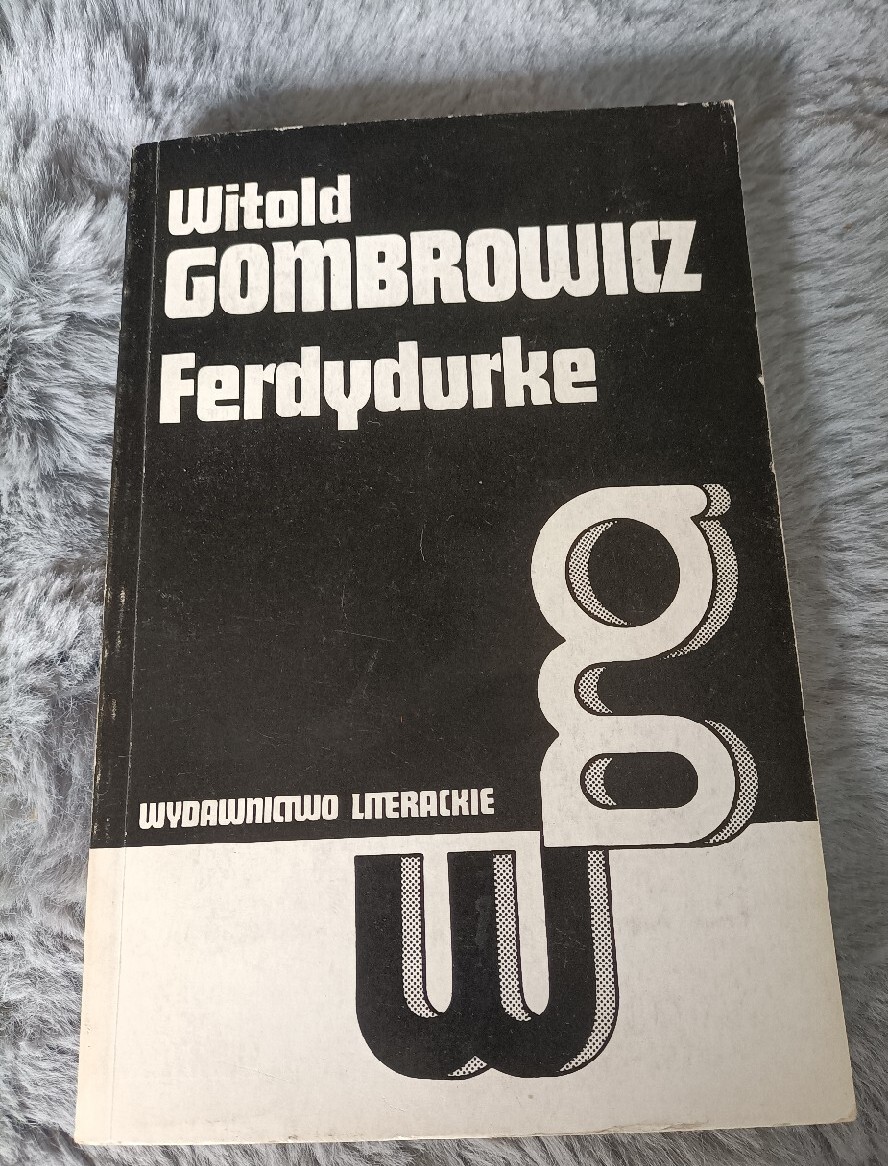 Witold
GOMBROWICZ
Ferdydurke
WYDAWNICTWO LITERACKIE
g
w